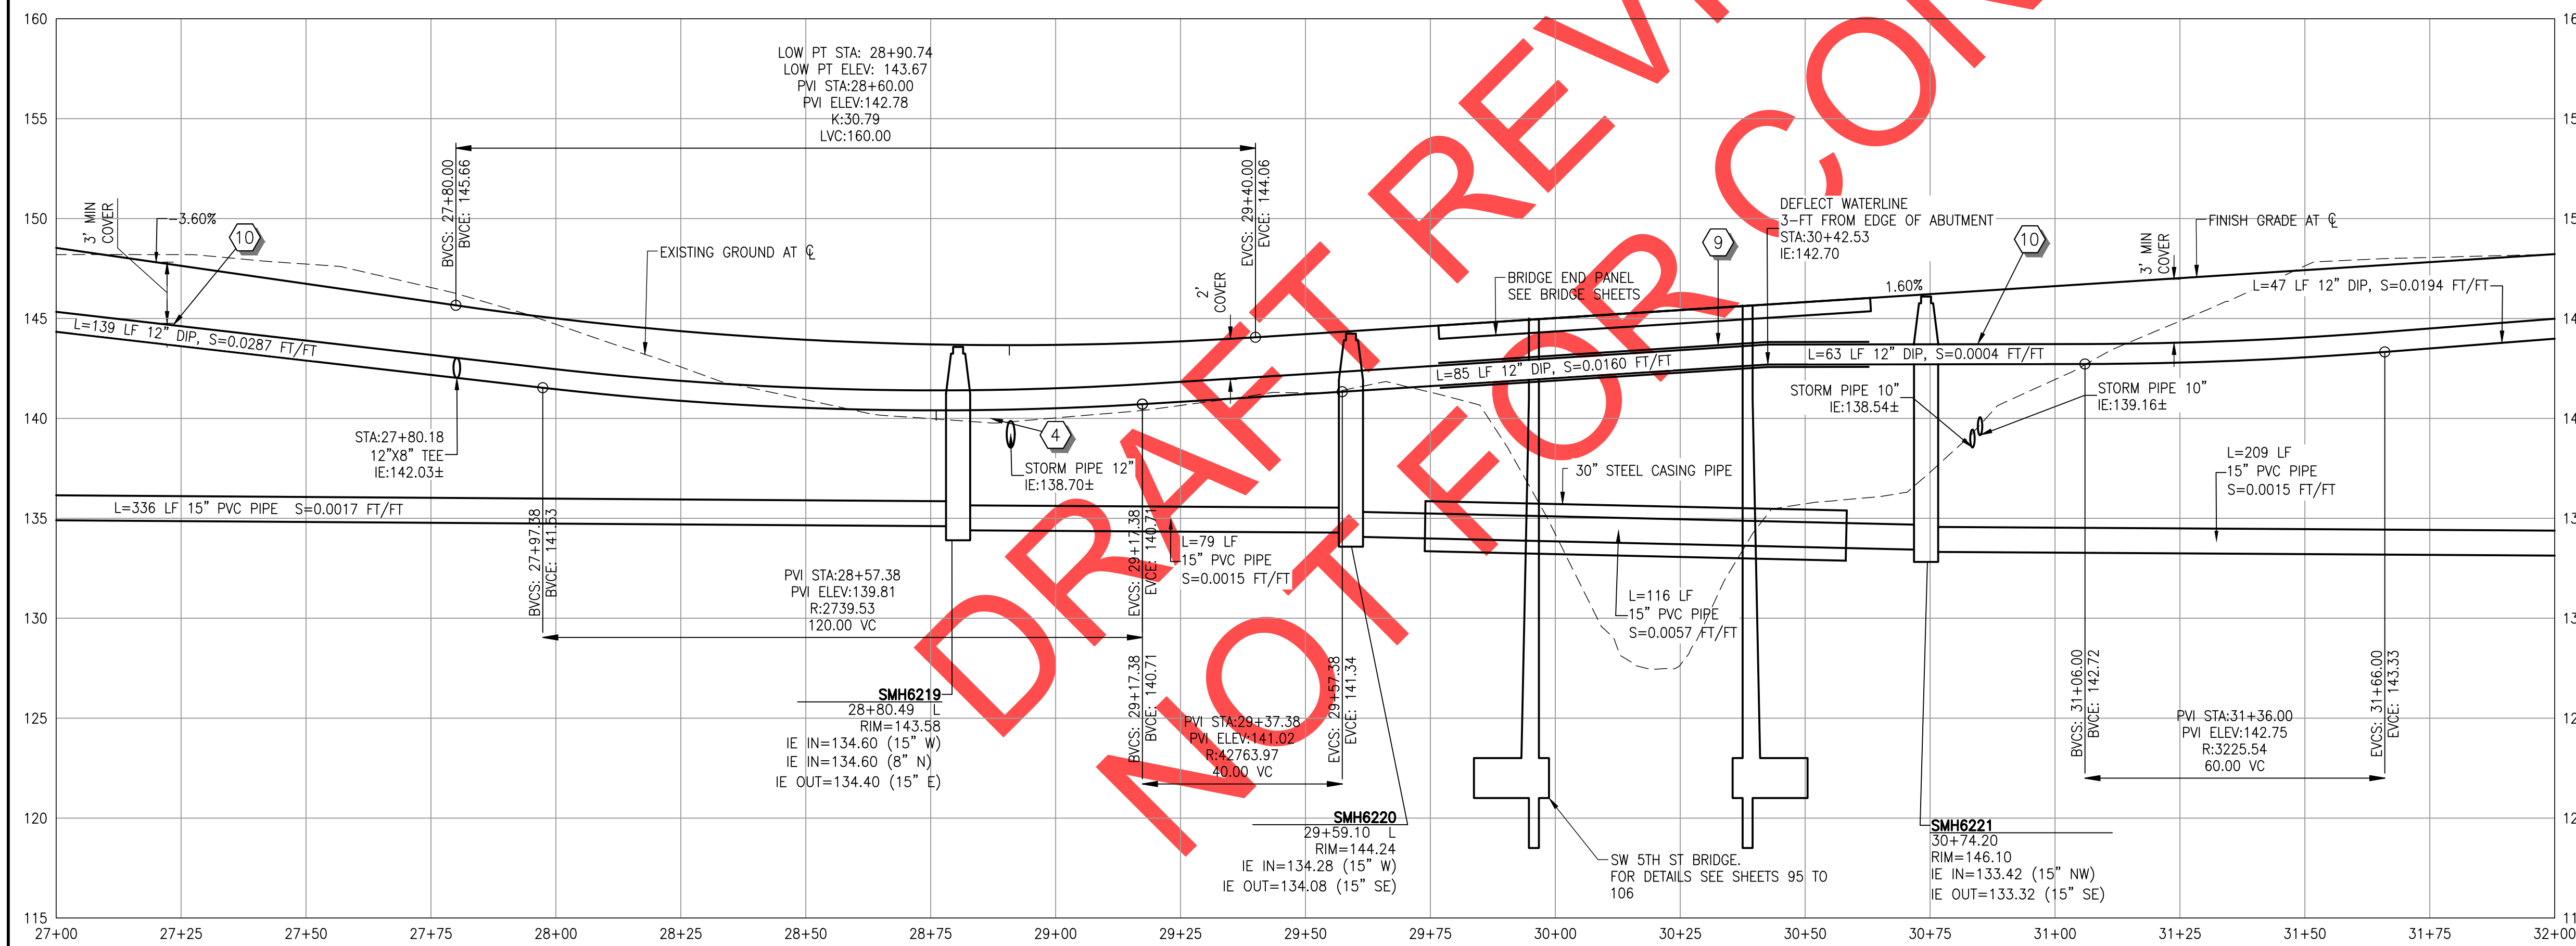 160
155
150
145
140
135
130
125
120
115
LOW PT STA: 28+90.74
LOW PT ELEV: 143.67
PVI STA:28+60.00
PVI ELEV:142.78
K:30.79
LVC:160.00
BVCS: 27+80.00
BVCE: 145.66
EVCS: 29+40.00
EVCE: 144.06
3' MIN
COVER
-3.60%
10
EXISTING GROUND AT ℄
2'
COVER
BRIDGE END PANEL
SEE BRIDGE SHEETS
9
DEFLECT WATERLINE
3-FT FROM EDGE OF ABUTMENT
STA:30+42.53
IE:142.70
10
3' MIN
COVER
FINISH GRADE AT ℄
1.60%
L=47 LF 12" DIP, S=0.0194 FT/FT
L=139 LF 12" DIP, S=0.0287 FT/FT
L=85 LF 12" DIP, S=0.0160 FT/FT
L=63 LF 12" DIP, S=0.0004 FT/FT
STA:27+80.18
12"X8" TEE
IE:142.03±
4
STORM PIPE 12"
IE:138.70±
STORM PIPE 10"
IE:138.54±
STORM PIPE 10"
IE:139.16±
30" STEEL CASING PIPE
L=336 LF 15" PVC PIPE S=0.0017 FT/FT
L=79 LF
15" PVC PIPE
S=0.0015 FT/FT
L=116 LF
15" PVC PIPE
S=0.0057 FT/FT
L=209 LF
15" PVC PIPE
S=0.0015 FT/FT
BVCS: 27+97.38
BVCE: 141.53
PVI STA:28+57.38
PVI ELEV:139.81
R:2739.53
120.00 VC
EVCS: 29+17.38
EVCE: 140.71
BVCS: 29+17.38
BVCE: 140.71
PVI STA:29+37.38
PVI ELEV:141.02
R:42763.97
40.00 VC
EVCS: 29+57.38
EVCE: 141.34
BVCS: 31+06.00
BVCE: 142.72
PVI STA:31+36.00
PVI ELEV:142.75
R:3225.54
60.00 VC
EVCS: 31+66.00
EVCE: 143.33
SMH6219
28+80.49 L
RIM=143.58
IE IN=134.60 (15" W)
IE IN=134.60 (8" N)
IE OUT=134.40 (15" E)
SMH6220
29+59.10 L
RIM=144.24
IE IN=134.28 (15" W)
IE OUT=134.08 (15" SE)
SW 5TH ST BRIDGE.
FOR DETAILS SEE SHEETS 95 TO
106
SMH6221
30+74.20
RIM=146.10
IE IN=133.42 (15" NW)
IE OUT=133.32 (15" SE)
27+00 27+25 27+50 27+75 28+00 28+25 28+50 28+75 29+00 29+25 29+50 29+75 30+00 30+25 30+50 30+75 31+00 31+25 31+50 31+75 32+00
DRAFT
NOT FOR